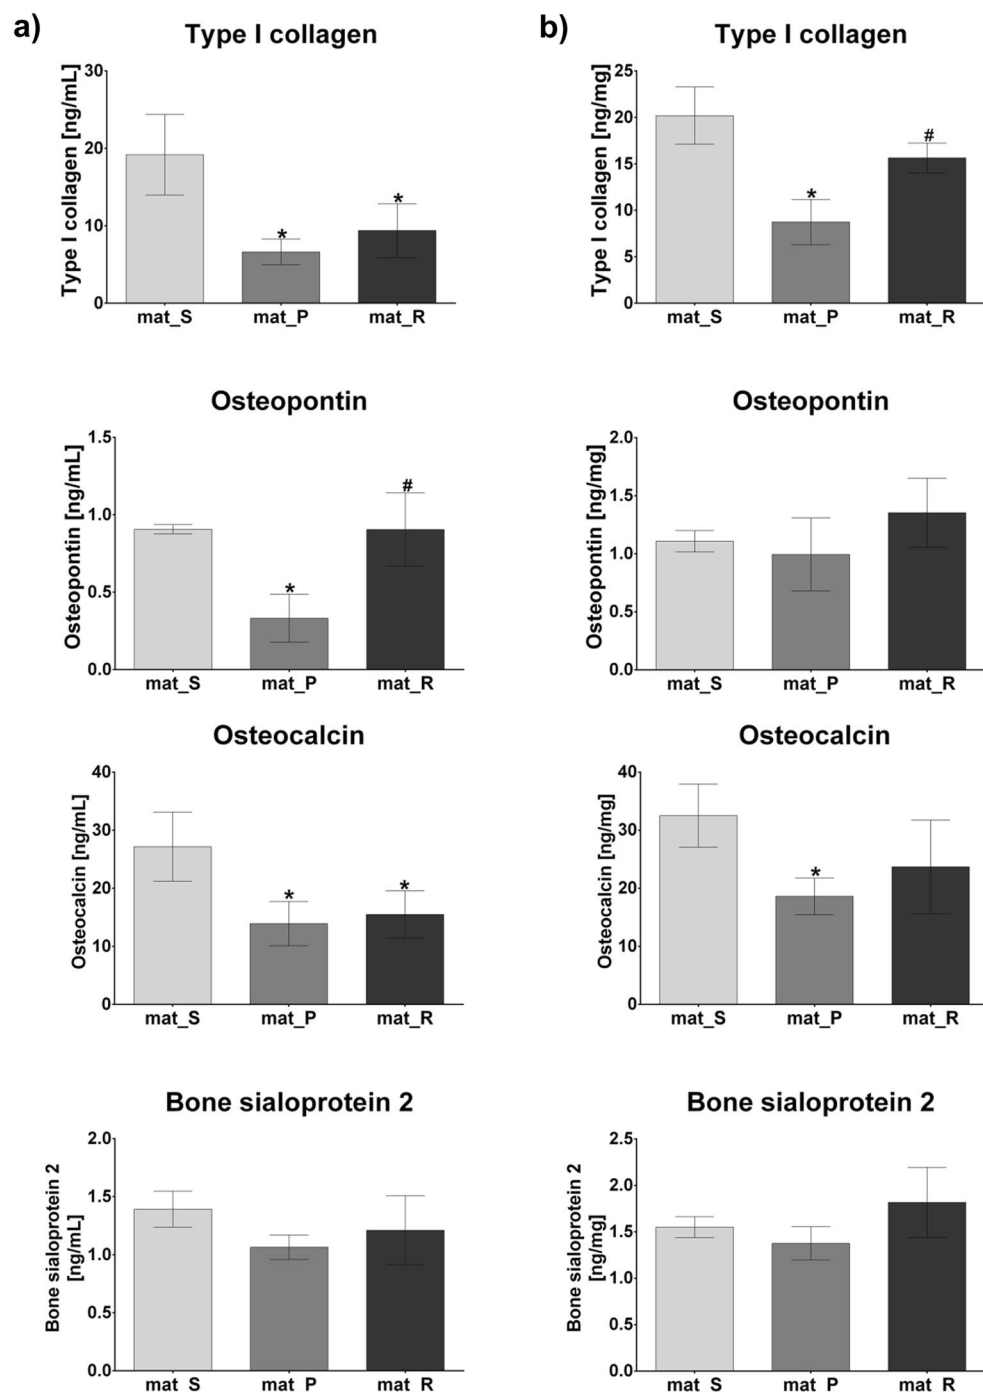 a)
Type I collagen
Type I collagen [ng/mL]
30
20
10
0
*
*
mat_S
mat_P
mat_R
b)
Type I collagen
Type I collagen [ng/mg]
25
20
15
10
5
0
*
#
mat_S
mat_P
mat_R
Osteopontin
Osteopontin [ng/mL]
1.5
1.0
0.5
0.0
*
#
mat_S
mat_P
mat_R
Osteopontin
Osteopontin [ng/mg]
2.0
1.5
1.0
0.5
0.0
mat_S
mat_P
mat_R
Osteocalcin
Osteocalcin [ng/mL]
40
30
20
10
0
*
*
mat_S
mat_P
mat_R
Osteocalcin
Osteocalcin [ng/mg]
40
30
20
10
0
*
mat_S
mat_P
mat_R
Bone sialoprotein 2
Bone sialoprotein 2
[ng/mL]
2.0
1.5
1.0
0.5
0.0
mat_S
mat_P
mat_R
Bone sialoprotein 2
Bone sialoprotein 2
[ng/mg]
2.5
2.0
1.5
1.0
0.5
0.0
mat_S
mat_P
mat_R